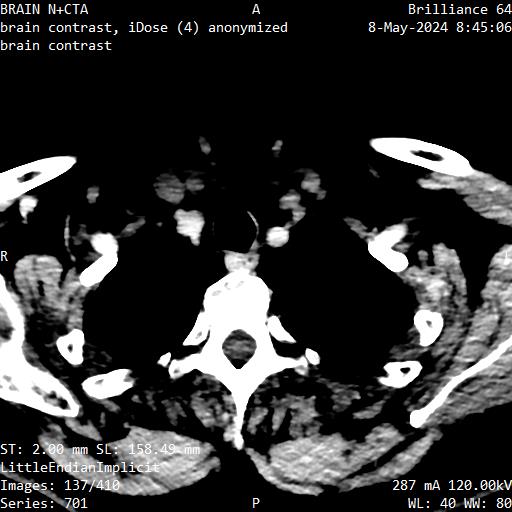 BRAIN N+CTA
A
Brilliance 64
brain contrast, iDose (4) anonymized
8-May-2024 8:45:06
brain contrast
R
L
ST: 2.00 mm SL: 158.49 mm
LittleEndianImplicit
Images: 137/410
287 mA 120.00kV
Series: 701
P
WL: 40 WW: 80